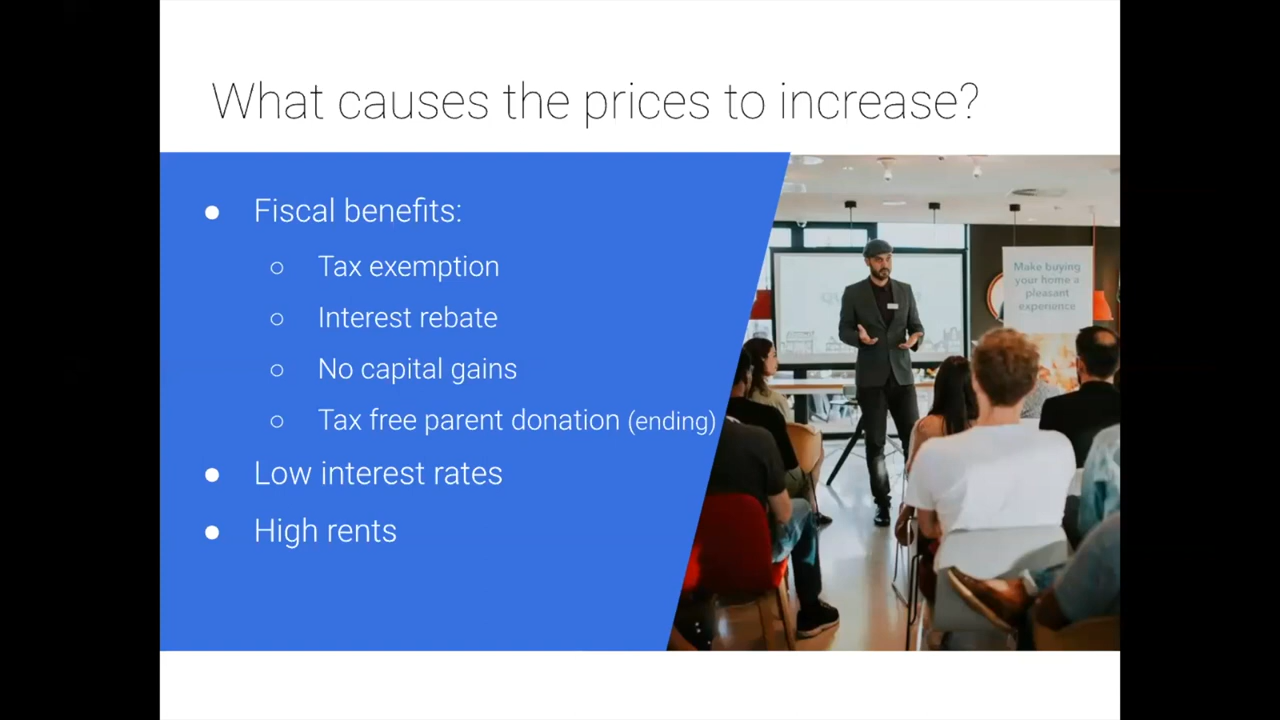 What causes the prices to increase?
● Fiscal benefits:
○ Tax exemption
○ Interest rebate
○ No capital gains
○ Tax free parent donation (ending)
● Low interest rates
● High rents
Make buying
your home a
pleasant
experience